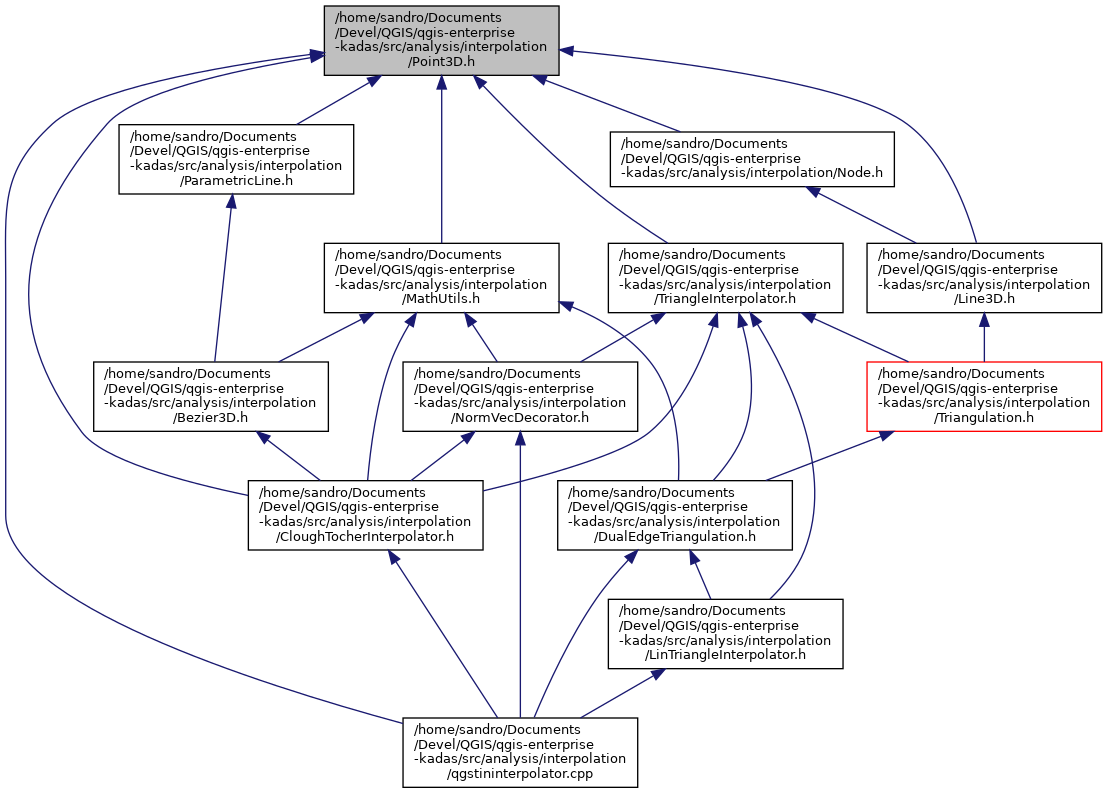 /home/sandro/Documents
/Devel/QGIS/qgis-enterprise
-kadas/src/analysis/interpolation
/Point3D.h
/home/sandro/Documents
/Devel/QGIS/qgis-enterprise
-kadas/src/analysis/interpolation
/ParametricLine.h
/home/sandro/Documents
/Devel/QGIS/qgis-enterprise
-kadas/src/analysis/interpolation/Node.h
/home/sandro/Documents
/Devel/QGIS/qgis-enterprise
-kadas/src/analysis/interpolation
/MathUtils.h
/home/sandro/Documents
/Devel/QGIS/qgis-enterprise
-kadas/src/analysis/interpolation
/TriangleInterpolator.h
/home/sandro/Documents
/Devel/QGIS/qgis-enterprise
-kadas/src/analysis/interpolation
/Line3D.h
/home/sandro/Documents
/Devel/QGIS/qgis-enterprise
-kadas/src/analysis/interpolation
/Bezier3D.h
/home/sandro/Documents
/Devel/QGIS/qgis-enterprise
-kadas/src/analysis/interpolation
/NormVecDecorator.h
/home/sandro/Documents
/Devel/QGIS/qgis-enterprise
-kadas/src/analysis/interpolation
/Triangulation.h
/home/sandro/Documents
/Devel/QGIS/qgis-enterprise
-kadas/src/analysis/interpolation
/CloughTocherInterpolator.h
/home/sandro/Documents
/Devel/QGIS/qgis-enterprise
-kadas/src/analysis/interpolation
/DualEdgeTriangulation.h
/home/sandro/Documents
/Devel/QGIS/qgis-enterprise
-kadas/src/analysis/interpolation
/LinTriangleInterpolator.h
/home/sandro/Documents
/Devel/QGIS/qgis-enterprise
-kadas/src/analysis/interpolation
/qgstininterpolator.cpp